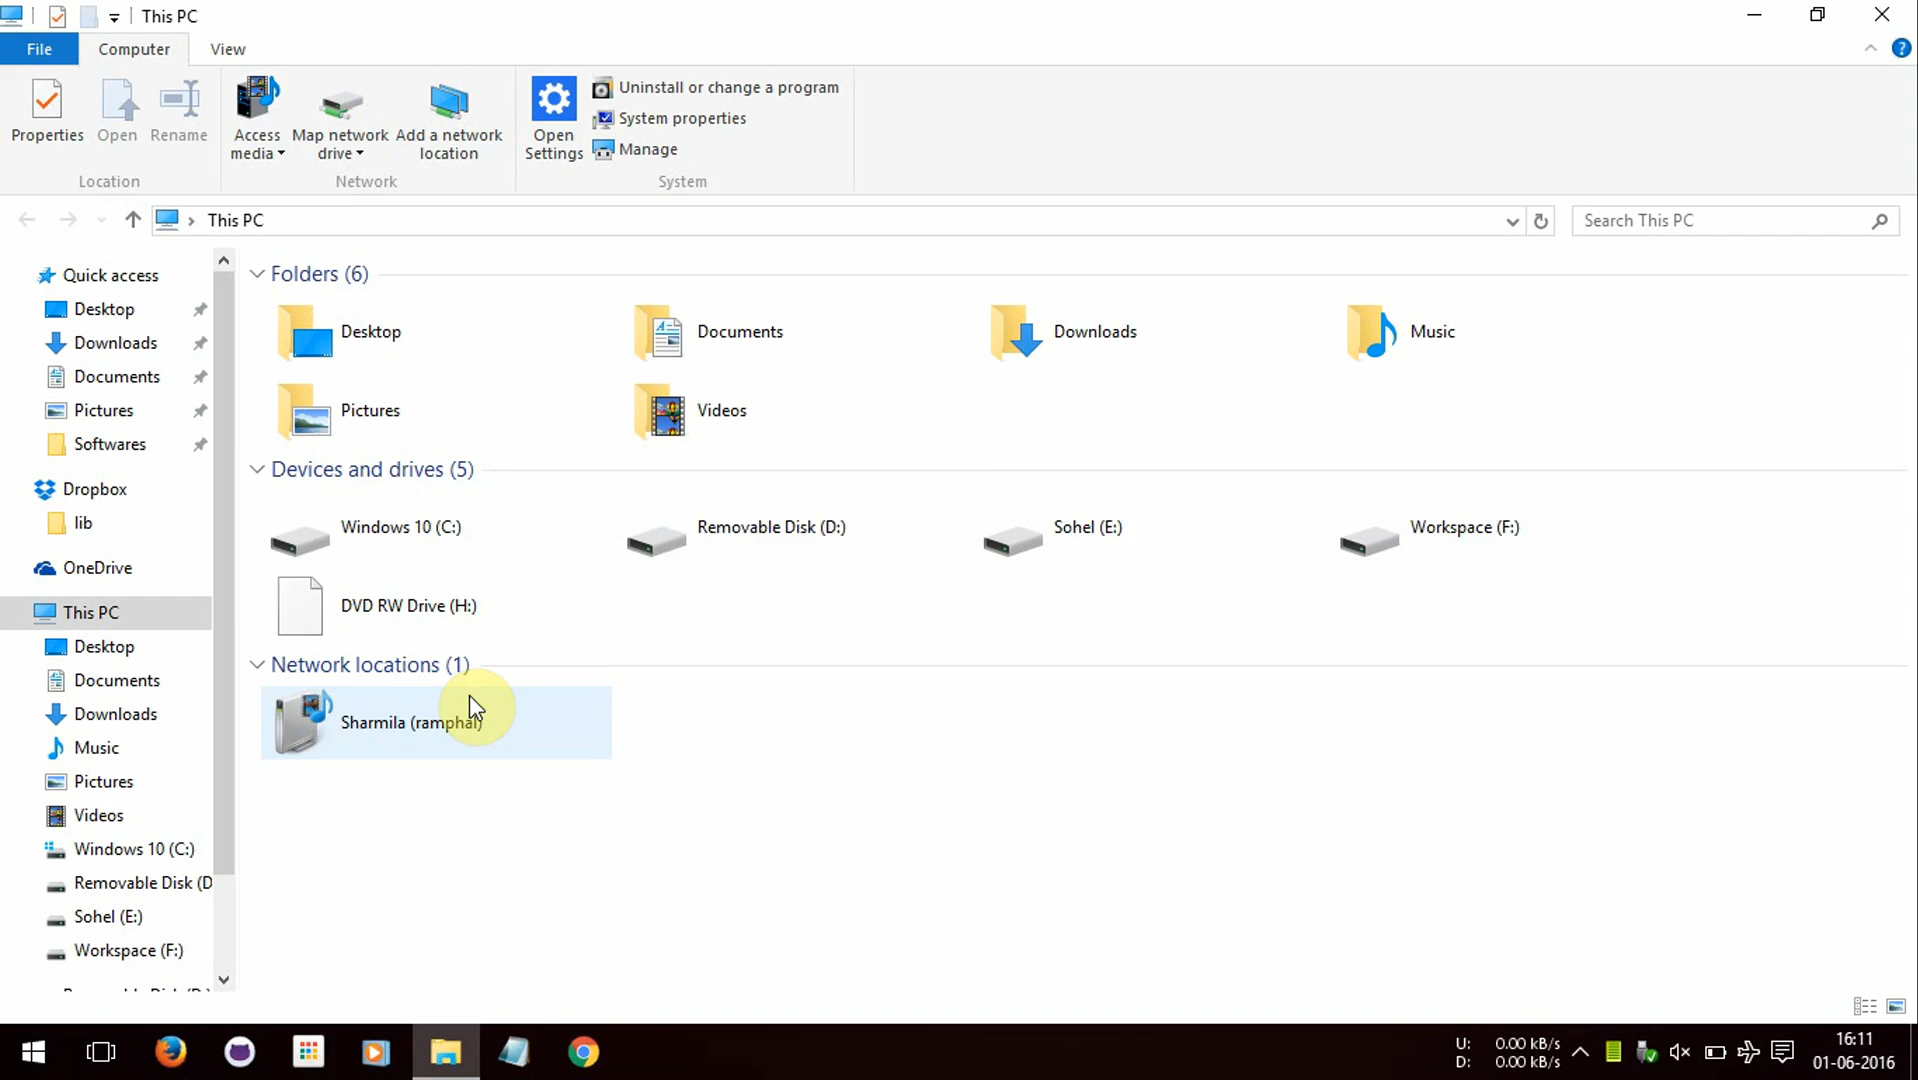 This PC
File
Computer
View
Properties
Open
Rename
Access media
Map network drive
Add a network location
Open Settings
Uninstall or change a program
System properties
Manage
Location
Network
System
This PC
Search This PC
Quick access
Desktop
Downloads
Documents
Pictures
Softwares
Dropbox
lib
OneDrive
This PC
Desktop
Documents
Downloads
Music
Pictures
Videos
Windows 10 (C:)
Removable Disk (D
Sohel (E:)
Workspace (F:)
Folders (6)
Desktop
Documents
Downloads
Music
Pictures
Videos
Devices and drives (5)
Windows 10 (C:)
Removable Disk (D:)
Sohel (E:)
Workspace (F:)
DVD RW Drive (H:)
Network locations (1)
Sharmila (ramphal)
U: 0.00 kB/s
D: 0.00 kB/s
16:11
01-06-2016